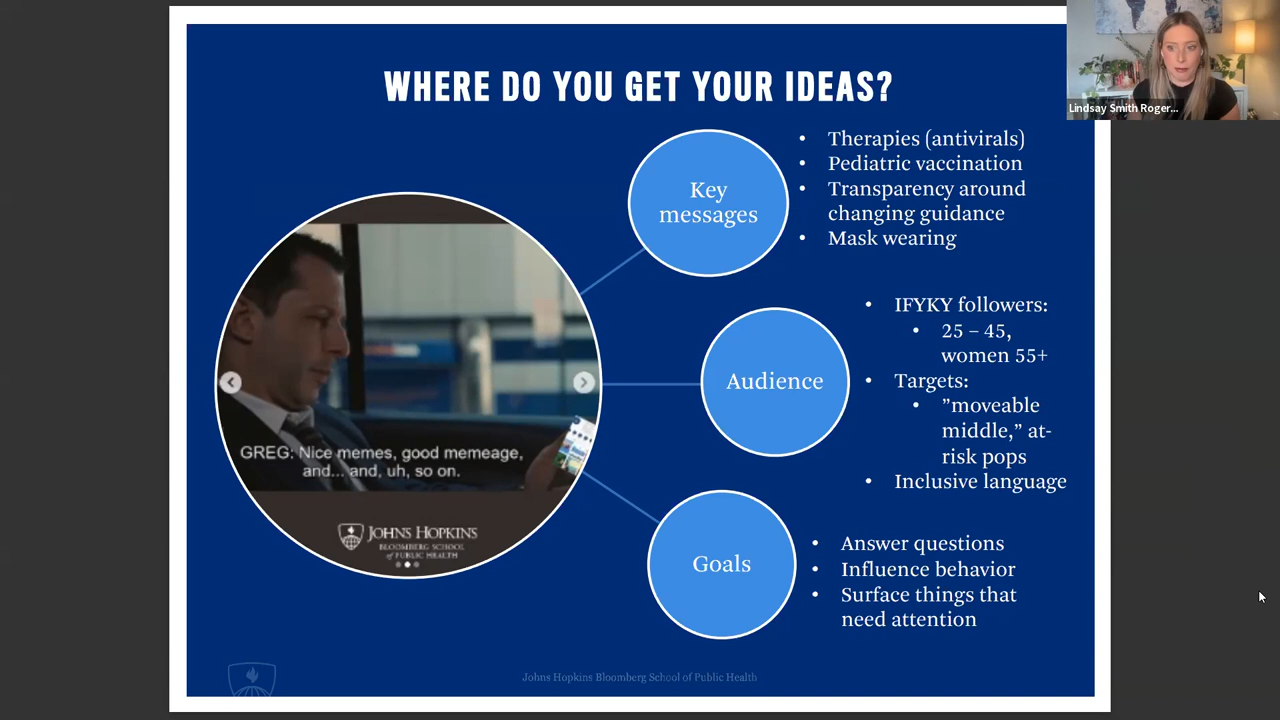 WHERE DO YOU GET YOUR IDEAS?
Lindsay Smith Roger...
Key
messages
• Therapies (antivirals)
• Pediatric vaccination
• Transparency around
changing guidance
• Mask wearing
GREG: Nice memes, good memeage,
and... and, uh, so on.
JOHNS HOPKINS
BLOOMBERG SCHOOL
of PUBLIC HEALTH
Audience
• IFYKY followers:
• 25 – 45,
women 55+
• Targets:
• ”moveable
middle,” at-
risk pops
• Inclusive language
Goals
• Answer questions
• Influence behavior
• Surface things that
need attention
Johns Hopkins Bloomberg School of Public Health